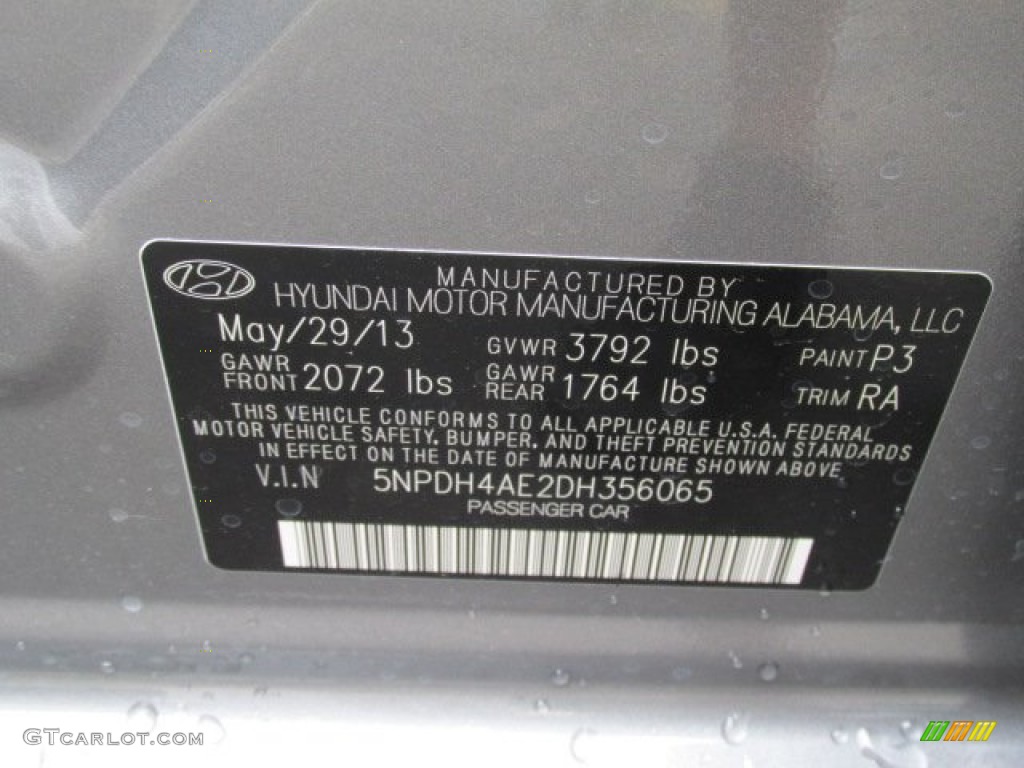 MANUFACTURED BY
HYUNDAI MOTOR MANUFACTURING ALABAMA, LLC
May/29/13 GVWR 3792 lbs PAINT P3
GAWR FRONT 2072 lbs GAWR REAR 1764 lbs TRIM RA
THIS VEHICLE CONFORMS TO ALL APPLICABLE U.S.A. FEDERAL
MOTOR VEHICLE SAFETY, BUMPER, AND THEFT PREVENTION STANDARDS
IN EFFECT ON THE DATE OF MANUFACTURE SHOWN ABOVE.
V.I.N 5NPDH4AE2DH356065
PASSENGER CAR
GTCarLot.com